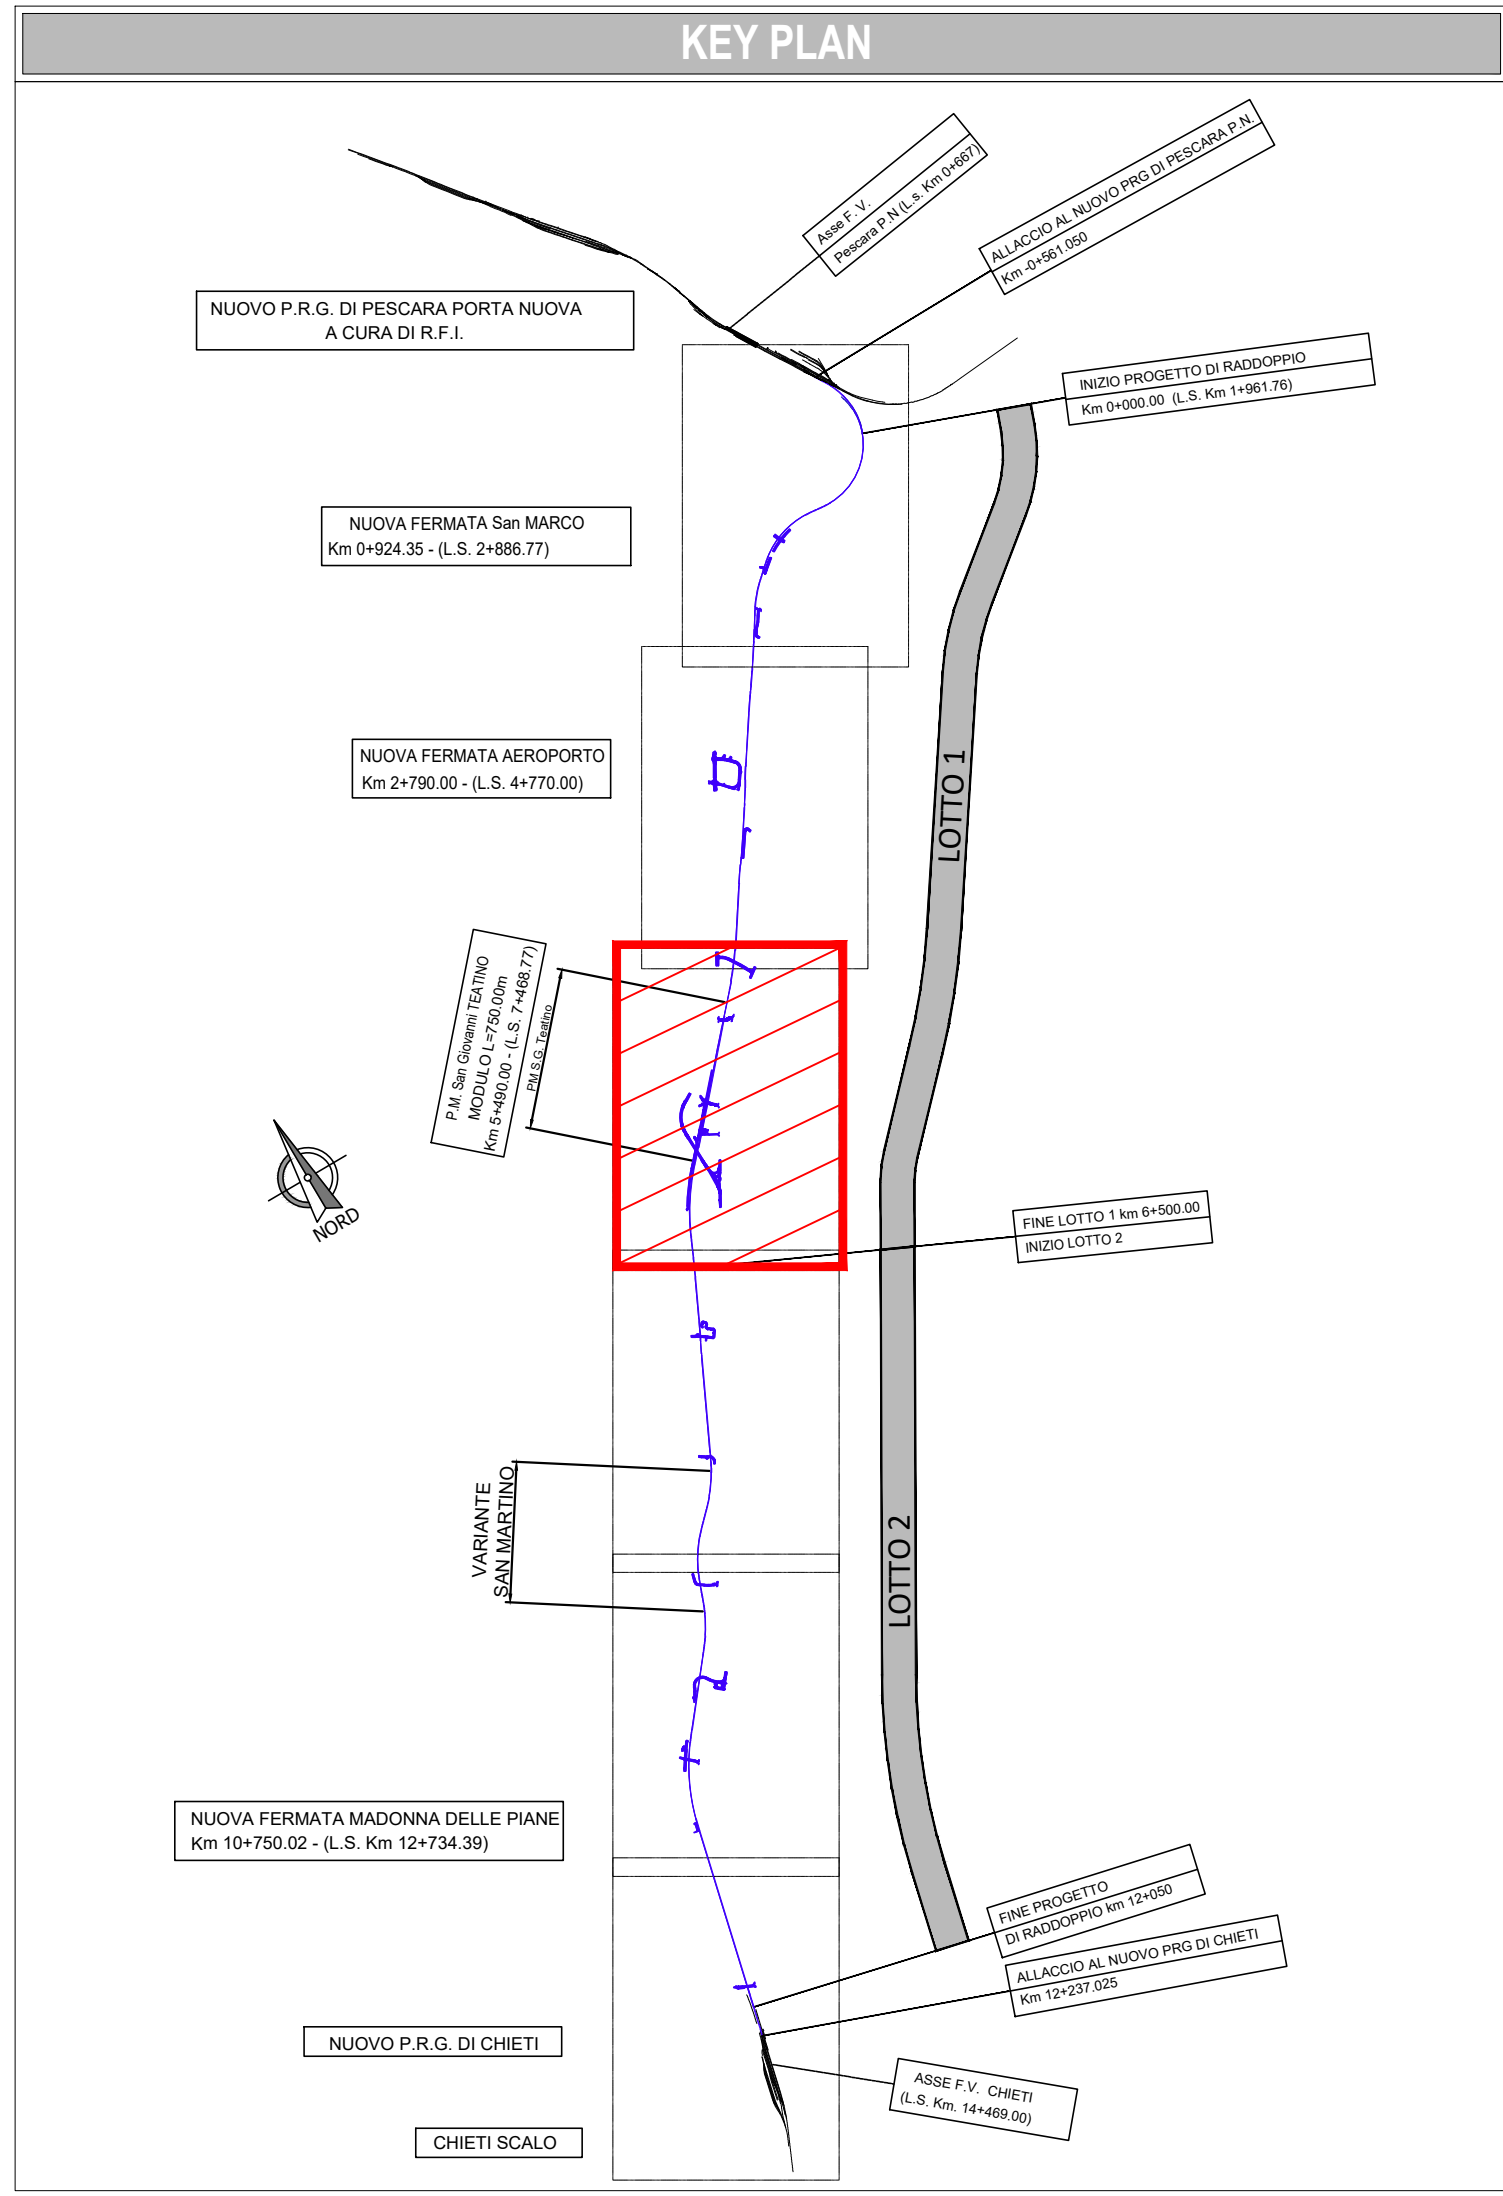 KEY PLAN
Asse F. V.
Pescara P.N (L.s. Km 0+667)
ALLACCIO AL NUOVO PRG DI PESCARA P.N.
Km -0+561.050
NUOVO P.R.G. DI PESCARA PORTA NUOVA
A CURA DI R.F.I.
INIZIO PROGETTO DI RADDOPPIO
Km 0+000.00 (L.S. Km 1+961.76)
NUOVA FERMATA San MARCO
Km 0+924.35 - (L.S. 2+886.77)
NUOVA FERMATA AEROPORTO
Km 2+790.00 - (L.S. 4+770.00)
LOTTO 1
P.M. San Giovanni TEATINO
MODULO L=750.00m
Km 5+490.00 - (L.S. 7+468.77)
PM S.G. Teatino
NORD
FINE LOTTO 1 km 6+500.00
INIZIO LOTTO 2
VARIANTE
SAN MARTINO
LOTTO 2
NUOVA FERMATA MADONNA DELLE PIANE
Km 10+750.02 - (L.S. Km 12+734.39)
FINE PROGETTO
DI RADDOPPIO km 12+050
ALLACCIO AL NUOVO PRG DI CHIETI
Km 12+237.025
NUOVO P.R.G. DI CHIETI
ASSE F.V. CHIETI
(L.S. Km. 14+469.00)
CHIETI SCALO